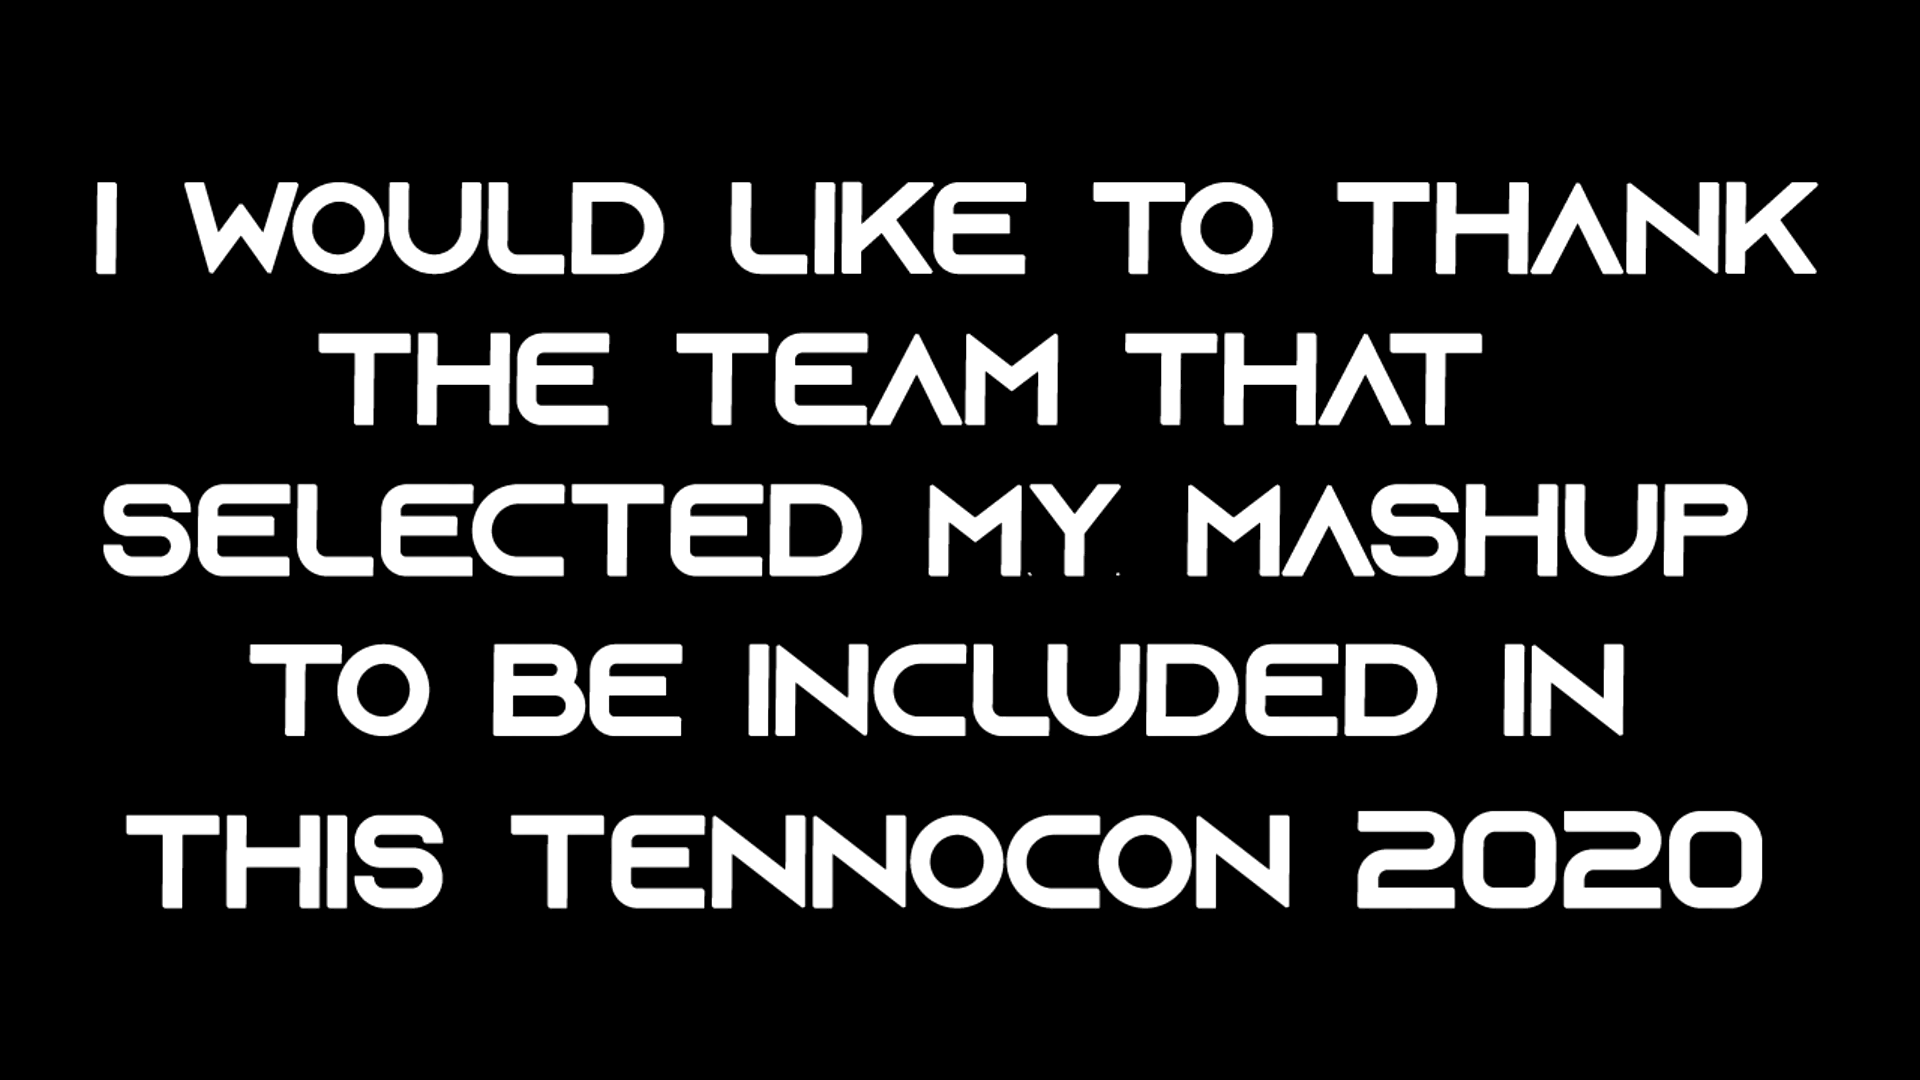 I WOULD LIKE TO THANK
THE TEAM THAT
SELECTED MY MASHUP
TO BE INCLUDED IN
THIS TENNOCON 2020